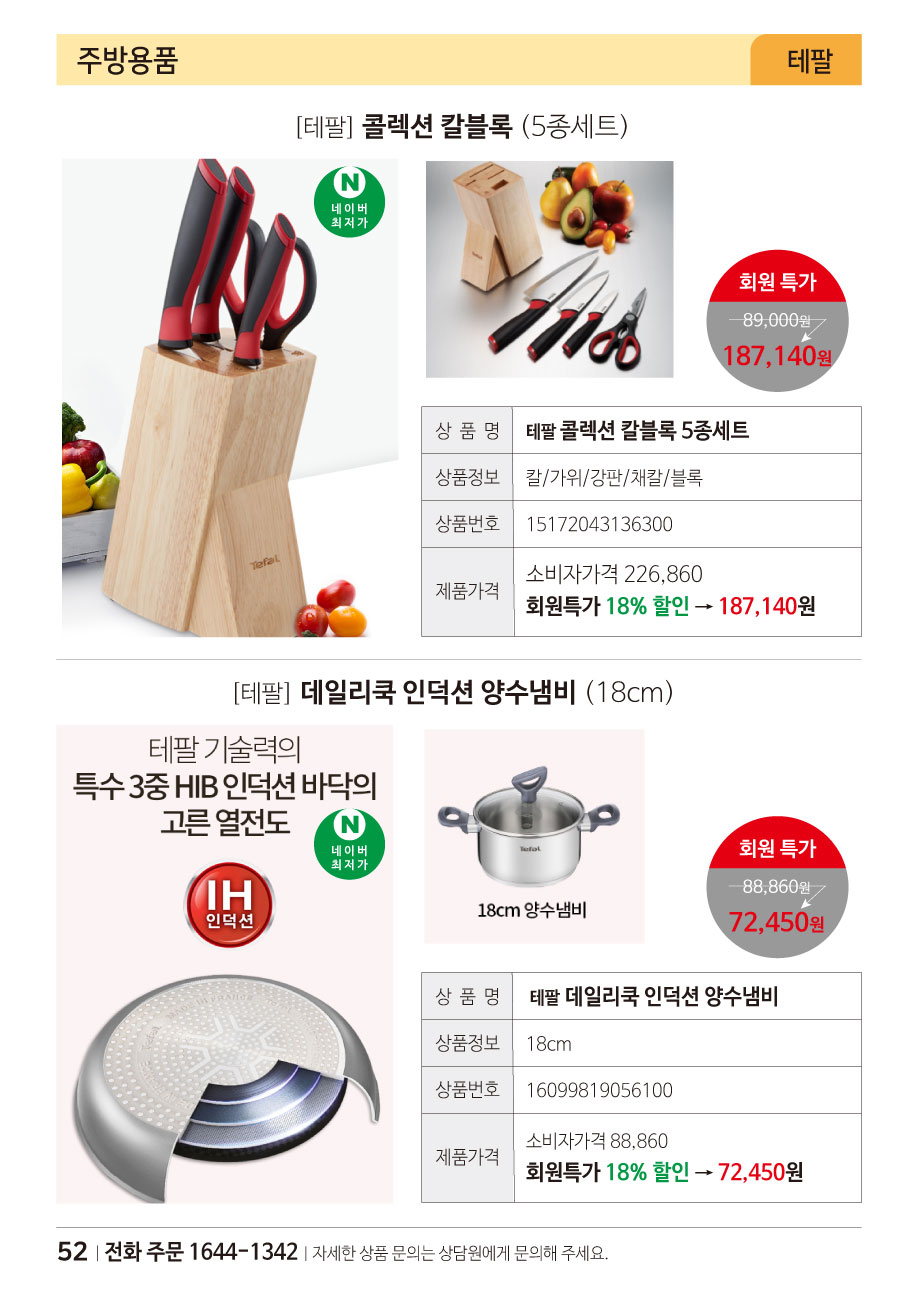 주방용품
테팔
[테팔] 콜렉션 칼블록 (5종세트)
N
네이버
최저가
회원 특가
89,000원
187,140원
Tefal
Tefal
상 품 명 테팔 콜렉션 칼블록 5종세트
상품정보 칼/가위/강판/채칼/블록
상품번호 15172043136300
제품가격 소비자가격 226,860
회원특가 18% 할인 → 187,140원
[테팔] 데일리쿡 인덕션 양수냄비 (18cm)
테팔 기술력의
특수 3중 HIB 인덕션 바닥의
고른 열전도
N
네이버
최저가
IH
인덕션
Tefal
18cm 양수냄비
회원 특가
88,860원
72,450원
상 품 명 테팔 데일리쿡 인덕션 양수냄비
상품정보 18cm
상품번호 16099819056100
제품가격 소비자가격 88,860
회원특가 18% 할인 → 72,450원
52 | 전화 주문 1644-1342 | 자세한 상품 문의는 상담원에게 문의해 주세요.